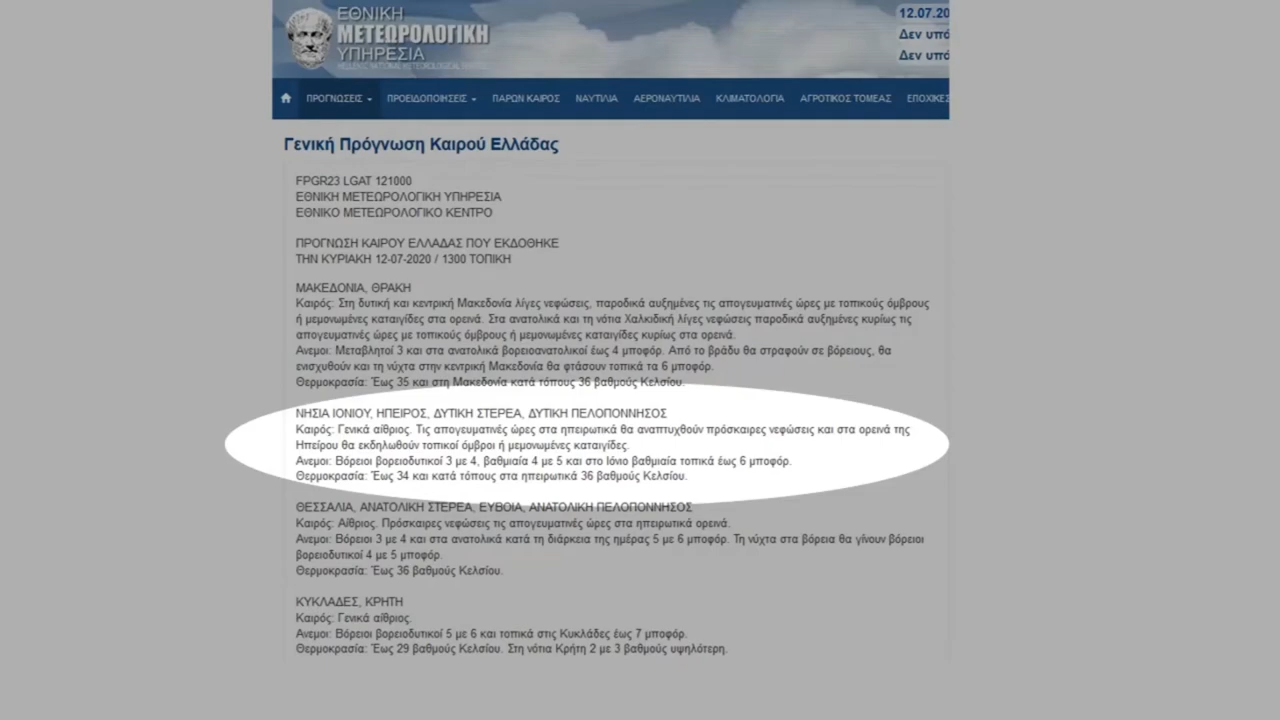 ΕΘΝΙΚΗ
ΜΕΤΕΩΡΟΛΟΓΙΚΗ
ΥΠΗΡΕΣΙΑ
HELLENIC NATIONAL METEOROLOGICAL
12.07.20
Δεν υπό
Δεν υπό
ΠΡΟΓΝΩΣΕΙΣ ΠΡΟΕΙΔΟΠΟΙΗΣΕΙΣ ΠΑΡΩΝ ΚΑΙΡΟΣ ΝΑΥΤΙΛΙΑ ΑΕΡΟΝΑΥΤΙΛΙΑ ΚΛΙΜΑΤΟΛΟΓΙΑ ΑΓΡΟΤΙΚΟΣ ΤΟΜΕΑΣ ΕΠΟΧΙΚΕΣ
Γενική Πρόγνωση Καιρού Ελλάδας
FPGR23 LGAT 121000
ΕΘΝΙΚΗ ΜΕΤΕΩΡΟΛΟΓΙΚΗ ΥΠΗΡΕΣΙΑ
ΕΘΝΙΚΟ ΜΕΤΕΩΡΟΛΟΓΙΚΟ ΚΕΝΤΡΟ
ΠΡΟΓΝΩΣΗ ΚΑΙΡΟΥ ΕΛΛΑΔΑΣ ΠΟΥ ΕΚΔΟΘΗΚΕ
ΤΗΝ ΚΥΡΙΑΚΗ 12-07-2020 / 1300 ΤΟΠΙΚΗ
ΜΑΚΕΔΟΝΙΑ, ΘΡΑΚΗ
Καιρός: Στη δυτική και κεντρική Μακεδονία λίγες νεφώσεις, παροδικά αυξημένες τις απογευματινές ώρες με τοπικούς όμβρους
ή μεμονωμένες καταιγίδες στα ορεινά. Στα ανατολικά και τη νότια Χαλκιδική λίγες νεφώσεις παροδικά αυξημένες κυρίως τις
απογευματινές ώρες με τοπικούς όμβρους ή μεμονωμένες καταιγίδες κυρίως στα ορεινά.
Ανεμοι: Μεταβλητοί 3 και στα ανατολικά βορειοανατολικοί έως 4 μποφόρ. Από το βράδυ θα στραφούν σε βόρειους, θα
ενισχυθούν και τη νύχτα στην κεντρική Μακεδονία θα φτάσουν τοπικά τα 6 μποφόρ.
Θερμοκρασία: Έως 35 και στη Μακεδονία κατά τόπους 36 βαθμούς Κελσίου.
ΝΗΣΙΑ ΙΟΝΙΟΥ, ΗΠΕΙΡΟΣ, ΔΥΤΙΚΗ ΣΤΕΡΕΑ, ΔΥΤΙΚΗ ΠΕΛΟΠΟΝΝΗΣΟΣ
Καιρός: Γενικά αίθριος. Τις απογευματινές ώρες στα ηπειρωτικά θα αναπτυχθούν πρόσκαιρες νεφώσεις και στα ορεινά της
Ηπείρου θα εκδηλωθούν τοπικοί όμβροι ή μεμονωμένες καταιγίδες.
Ανεμοι: Βόρειοι βορειοδυτικοί 3 με 4, βαθμιαία 4 με 5 και στο Ιόνιο βαθμιαία τοπικά έως 6 μποφόρ.
Θερμοκρασία: Έως 34 και κατά τόπους στα ηπειρωτικά 36 βαθμούς Κελσίου.
ΘΕΣΣΑΛΙΑ, ΑΝΑΤΟΛΙΚΗ ΣΤΕΡΕΑ, ΕΥΒΟΙΑ, ΑΝΑΤΟΛΙΚΗ ΠΕΛΟΠΟΝΝΗΣΟΣ
Καιρός: Αίθριος. Πρόσκαιρες νεφώσεις τις απογευματινές ώρες στα ηπειρωτικά ορεινά.
Ανεμοι: Βόρειοι 3 με 4 και στα ανατολικά κατά τη διάρκεια της ημέρας 5 με 6 μποφόρ. Τη νύχτα στα βόρεια θα γίνουν βόρειοι
βορειοδυτικοί 4 με 5 μποφόρ.
Θερμοκρασία: Έως 36 βαθμούς Κελσίου.
ΚΥΚΛΑΔΕΣ, ΚΡΗΤΗ
Καιρός: Γενικά αίθριος.
Ανεμοι: Βόρειοι βορειοδυτικοί 5 με 6 και τοπικά στις Κυκλάδες έως 7 μποφόρ.
Θερμοκρασία: Έως 29 βαθμούς Κελσίου. Στη νότια Κρήτη 2 με 3 βαθμούς υψηλότερη.